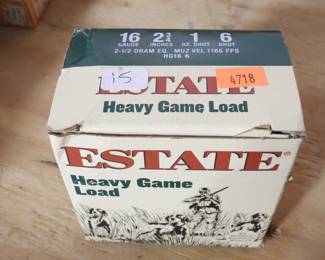 16 2¾ 1 6
GAUGE INCHES OZ. SHOT SHOT
2-1/2 DRAM EQ. MUZ VEL 1165 FPS
HG16 6
15
4718
ESTATE
Heavy Game Load
ESTATE®
Heavy Game
Load